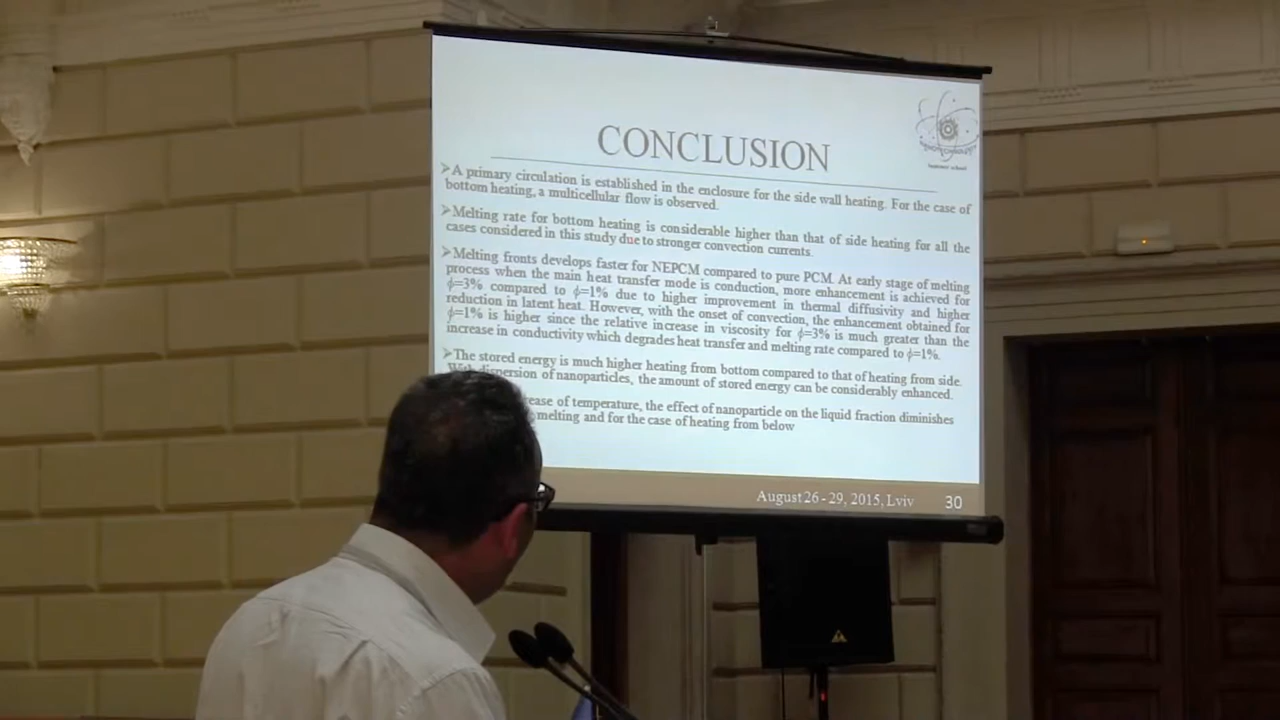 CONCLUSION
➢A primary circulation is established in the enclosure for the side wall heating. For the case of
bottom heating, a multicellular flow is observed.
➢Melting rate for bottom heating is considerable higher than that of side heating for all the
cases considered in this study due to stronger convection currents.
➢Melting fronts develops faster for NEPCM compared to pure PCM. At early stage of melting
process when the main heat transfer mode is conduction, more enhancement is achieved for
ϕ=3% compared to ϕ=1% due to higher improvement in thermal diffusivity and higher
reduction in latent heat. However, with the onset of convection, the enhancement obtained for
ϕ=1% is higher since the relative increase in viscosity for ϕ=3% is much greater than the
increase in conductivity which degrades heat transfer and melting rate compared to ϕ=1%.
➢The stored energy is much higher heating from bottom compared to that of heating from side.
With dispersion of nanoparticles, the amount of stored energy can be considerably enhanced.
ease of temperature, the effect of nanoparticle on the liquid fraction diminishes
melting and for the case of heating from below
August 26 - 29, 2015, Lviv 30